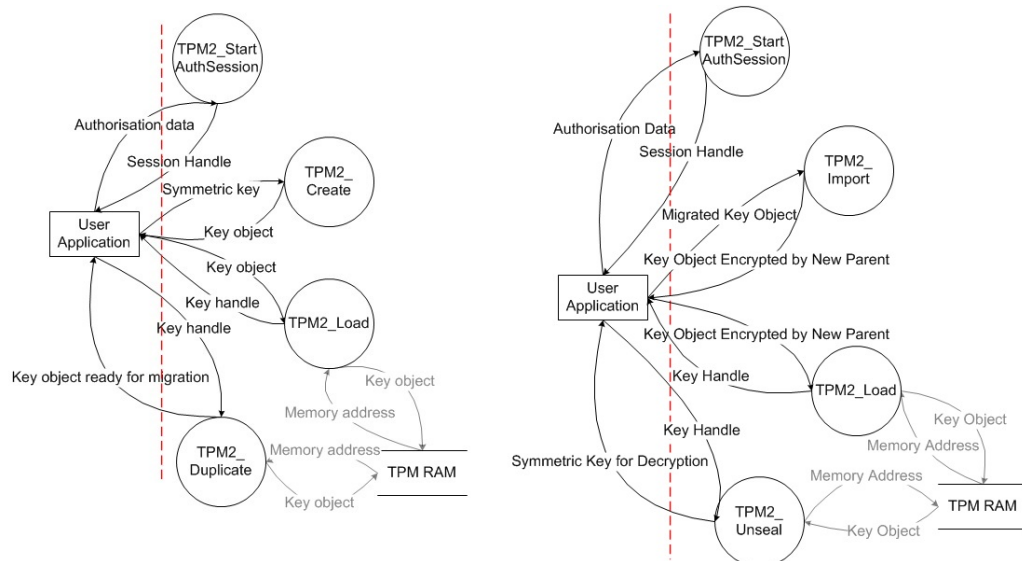 TPM2_Start
AuthSession
Authorisation data
Session Handle
Symmetric key
TPM2_
Create
User
Application
Key object
Key object
Key handle
TPM2_Load
Key handle
Key object ready for migration
Key object
Memory address
TPM2_
Duplicate
Memory address
Key object
TPM RAM
TPM2_Start
AuthSession
Authorisation Data
Session Handle
TPM2_
Import
Migrated Key Object
Key Object Encrypted by New Parent
User
Application
Key Object Encrypted by New Parent
Key Handle
TPM2_Load
Key Object
Memory Address
Key Handle
Symmetric Key for Decryption
Memory Address
TPM2_
Unseal
Key Object
TPM RAM